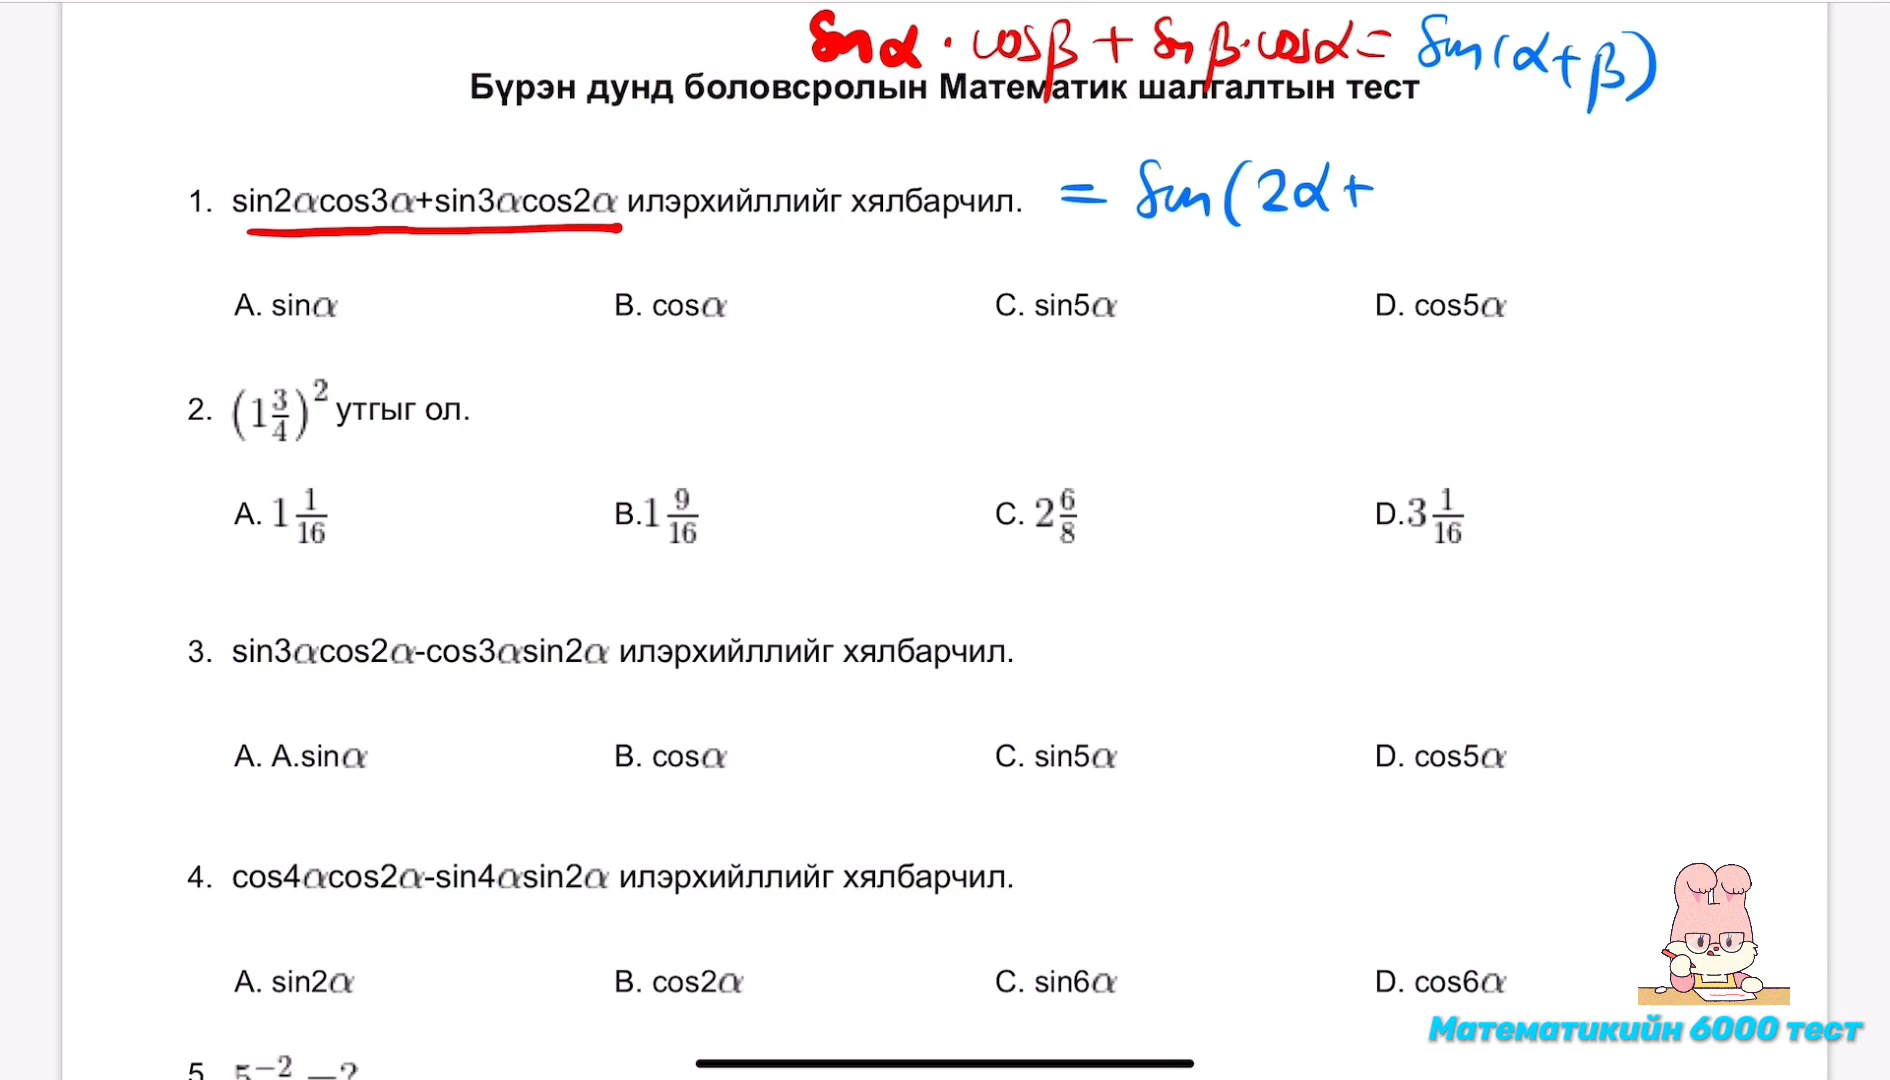 sinα · cosβ + sinβ·cosα = sin(α+β)
Бүрэн дунд боловсролын Математик шалгалтын тест
1. sin2αcos3α+sin3αcos2α илэрхийллийг хялбарчил. = sin(2α+
A. sinα B. cosα C. sin5α D. cos5α
2. (1 3/4)² утгыг ол.
A. 1 1/16 B.1 9/16 C. 2 6/8 D.3 1/16
3. sin3αcos2α-cos3αsin2α илэрхийллийг хялбарчил.
A. A.sinα B. cosα C. sin5α D. cos5α
4. cos4αcos2α-sin4αsin2α илэрхийллийг хялбарчил.
A. sin2α B. cos2α C. sin6α D. cos6α
Математикийн 6000 тест
5. 5⁻² =?